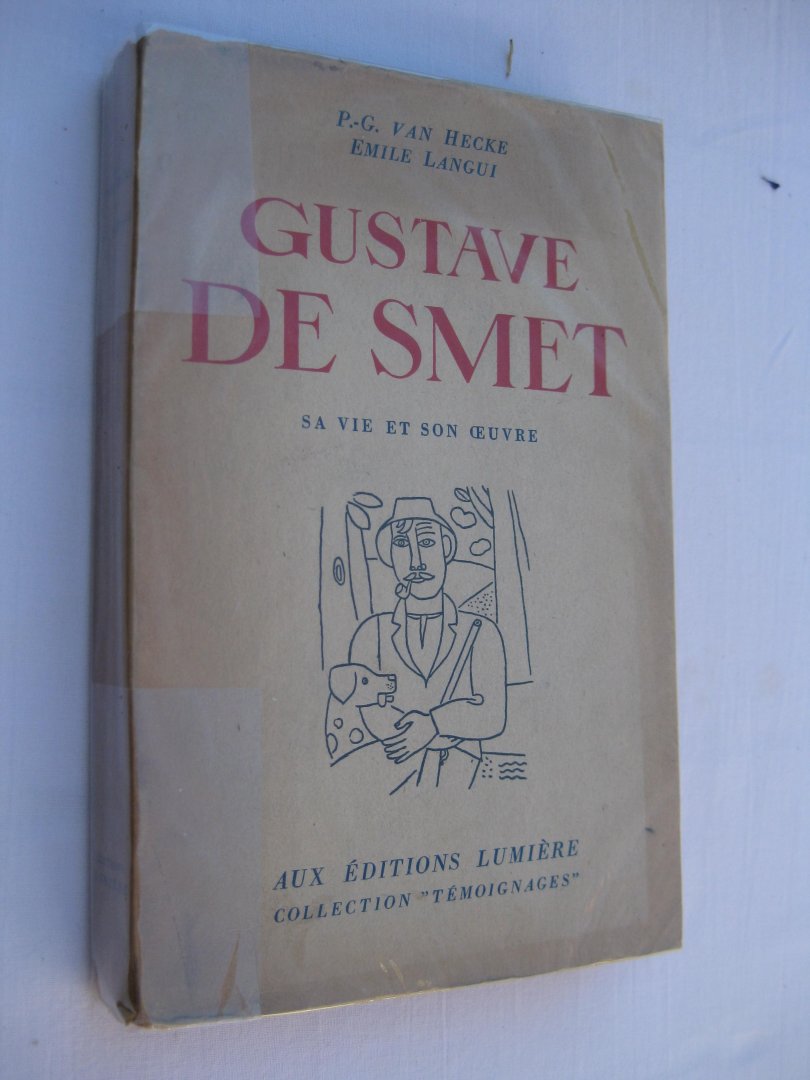 P.-G. VAN HECKE
EMILE LANGUI
GUSTAVE
DE SMET
SA VIE ET SON ŒUVRE
AUX ÉDITIONS LUMIÈRE
COLLECTION "TÉMOIGNAGES"